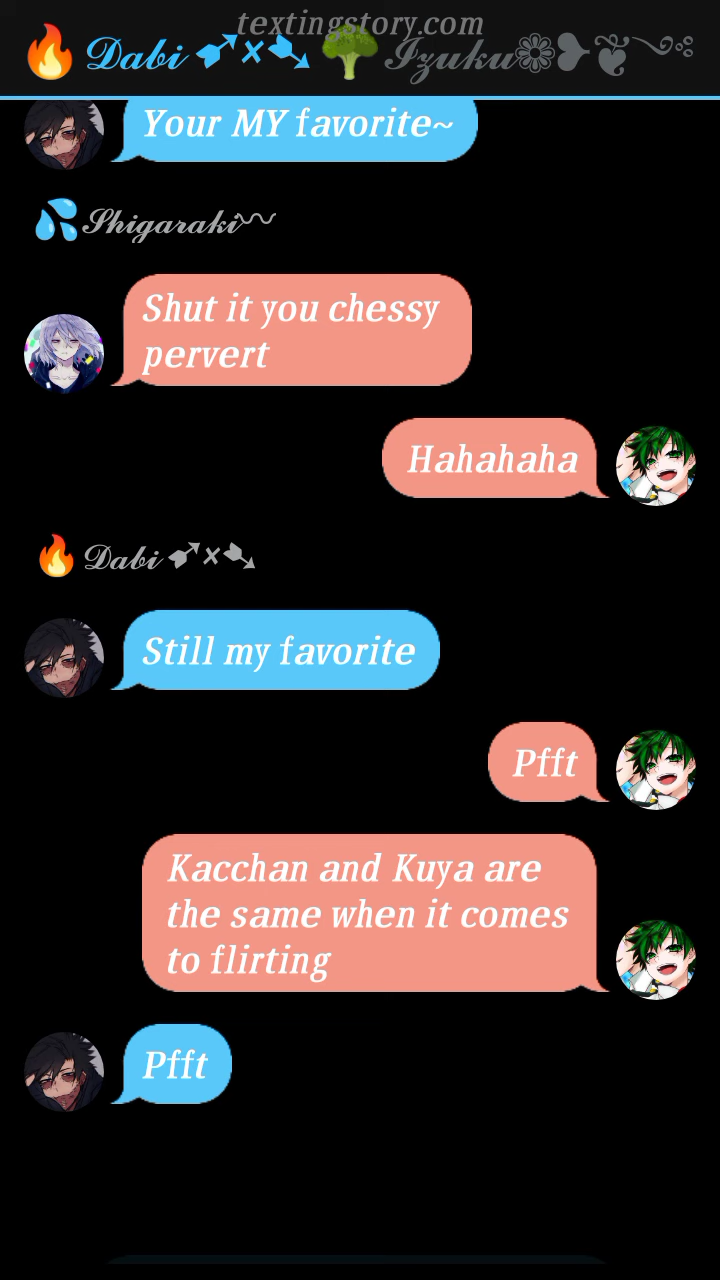 textingstory.com
🔥Dabi ➶×➴ 🥦Izuku❁❥❦〜༅
Your MY favorite~
💦Shigaraki〰
Shut it you chessy
pervert
Hahahaha
🔥Dabi ➶×➴
Still my favorite
Pfft
Kacchan and Kuya are
the same when it comes
to flirting
Pfft